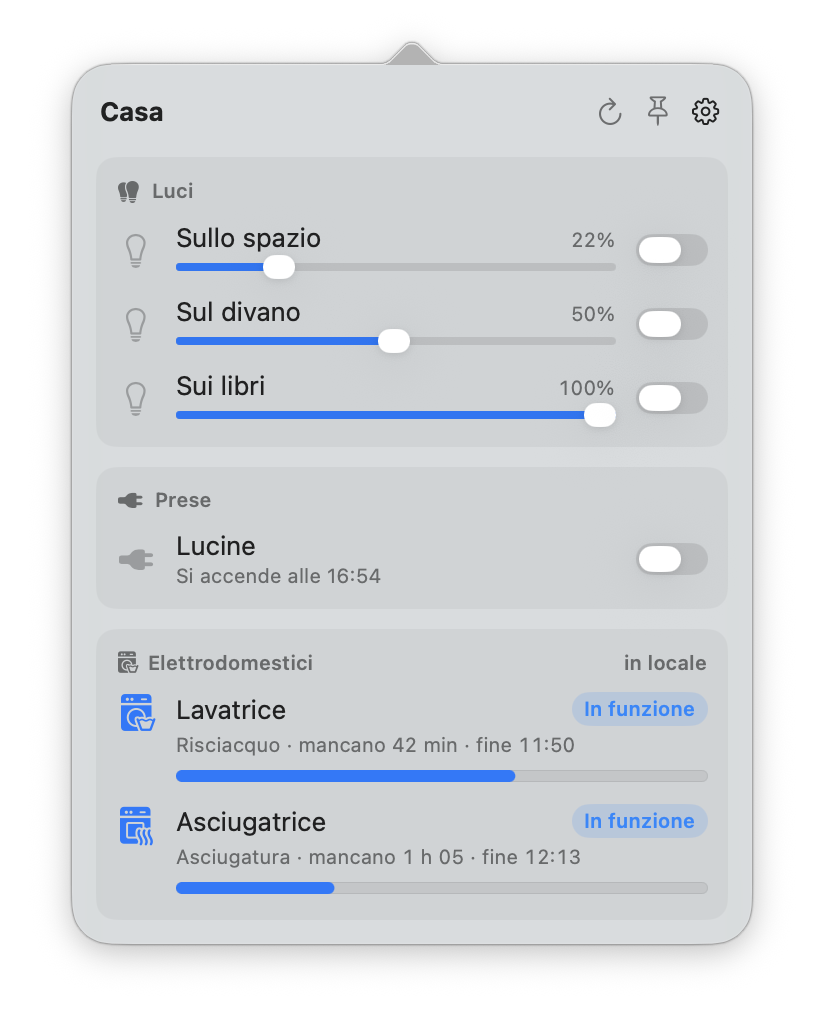 Casa
Luci
Sullo spazio 22%
Sul divano 50%
Sui libri 100%
Prese
Lucine
Si accende alle 16:54
Elettrodomestici in locale
Lavatrice In funzione
Risciacquo · mancano 42 min · fine 11:50
Asciugatrice In funzione
Asciugatura · mancano 1 h 05 · fine 12:13